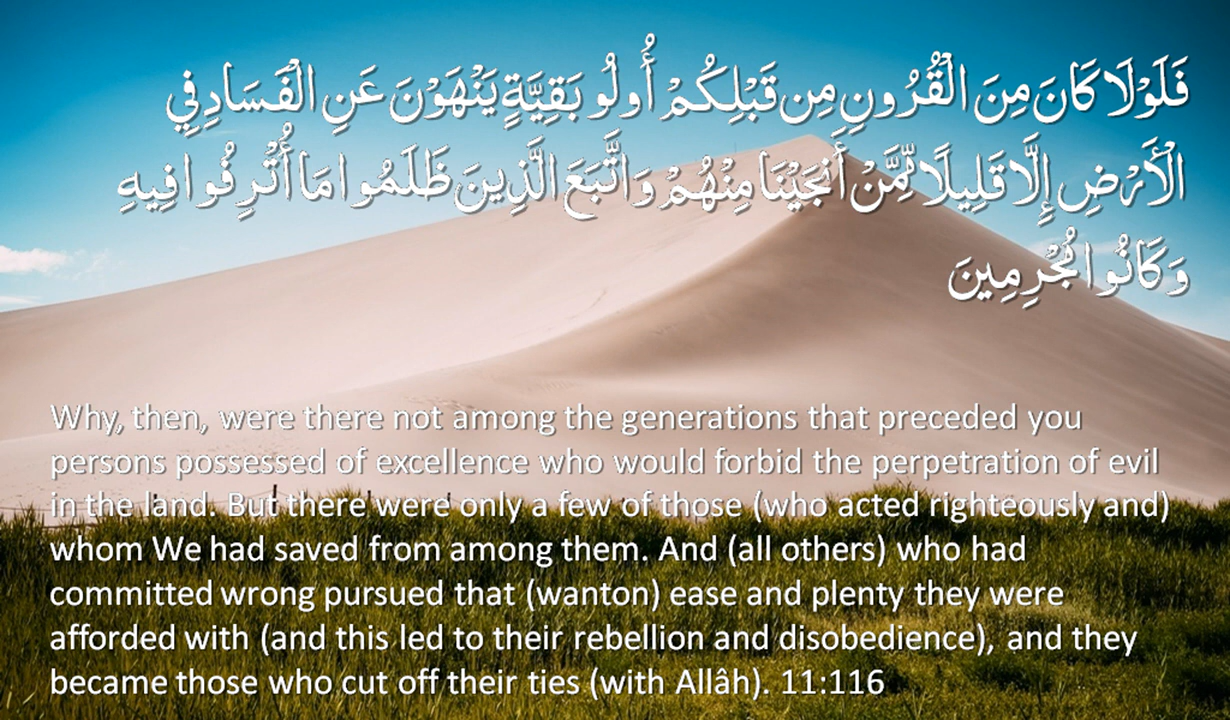 فَلَوْلَا كَانَ مِنَ الْقُرُونِ مِن قَبْلِكُمْ أُولُو بَقِيَّةٍ يَنْهَوْنَ عَنِ الْفَسَادِ فِي
الْأَرْضِ إِلَّا قَلِيلًا مِّمَّنْ أَنجَيْنَا مِنْهُمْ وَاتَّبَعَ الَّذِينَ ظَلَمُوا مَا أُتْرِفُوا فِيهِ
وَكَانُوا مُجْرِمِينَ
Why, then, were there not among the generations that preceded you
persons possessed of excellence who would forbid the perpetration of evil
in the land. But there were only a few of those (who acted righteously and)
whom We had saved from among them. And (all others) who had
committed wrong pursued that (wanton) ease and plenty they were
afforded with (and this led to their rebellion and disobedience), and they
became those who cut off their ties (with Allâh). 11:116